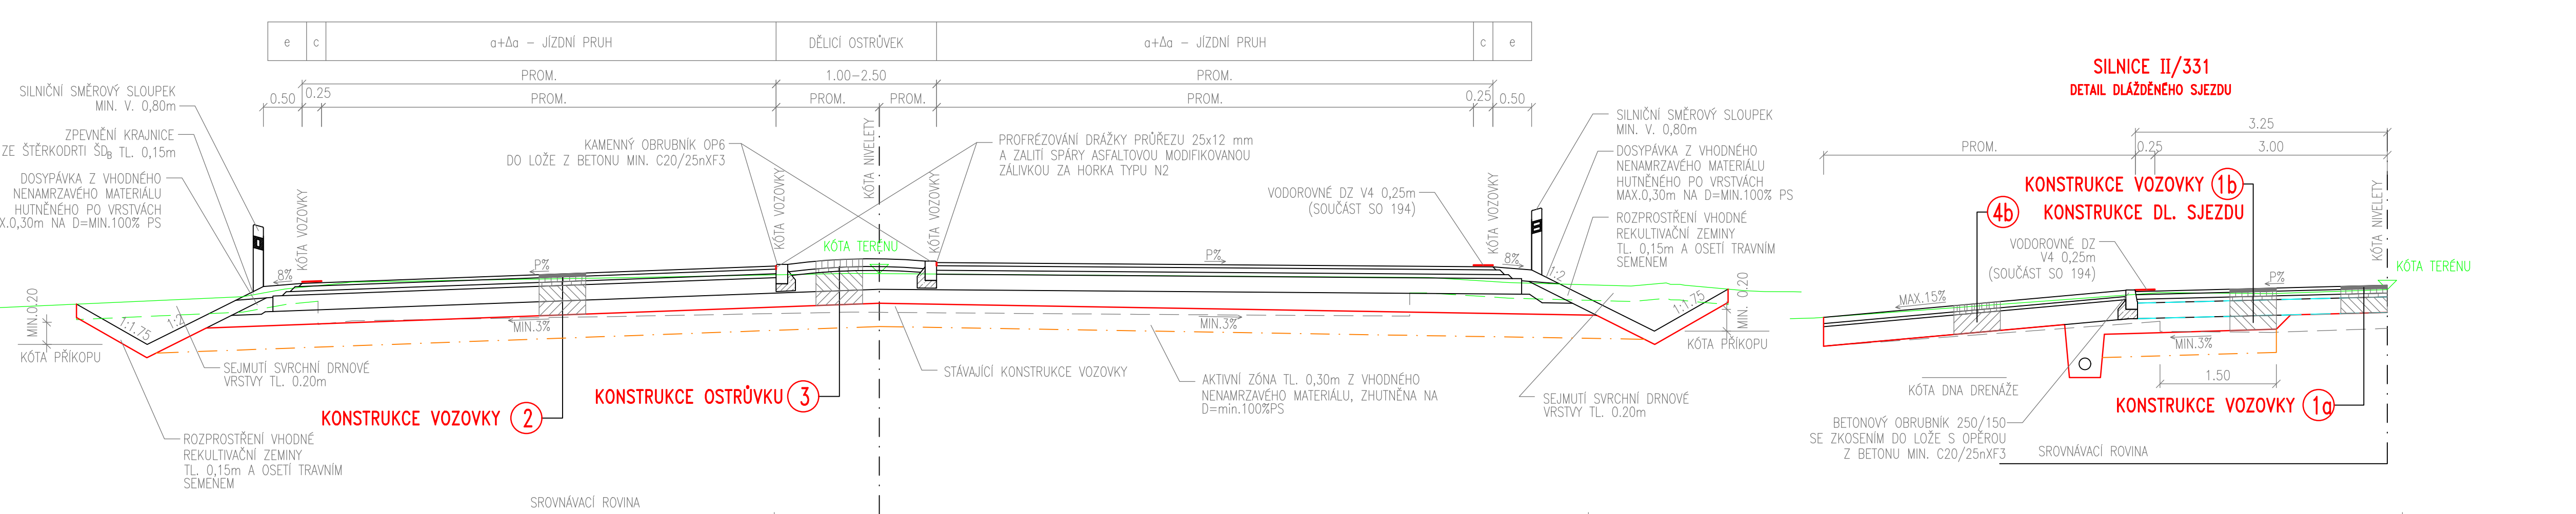 e
c
a+Δa – JÍZDNÍ PRUH
DĚLICÍ OSTRŮVEK
a+Δa – JÍZDNÍ PRUH
c
e
PROM.
1.00–2.50
PROM.
0.50
0.25
PROM.
PROM.
PROM.
PROM.
0.25
0.50
SILNIČNÍ SMĚROVÝ SLOUPEK
MIN. V. 0,80m
ZPEVNĚNÍ KRAJNICE
ZE ŠTĚRKODRTI ŠDB TL. 0,15m
DOSYPÁVKA Z VHODNÉHO
NENAMRZAVÉHO MATERIÁLU
HUTNĚNÉHO PO VRSTVÁCH
X.0,30m NA D=MIN.100% PS
KÓTA VOZOVKY
KAMENNÝ OBRUBNÍK OP6
DO LOŽE Z BETONU MIN. C20/25nXF3
KÓTA VOZOVKY
KÓTA NIVELETY
KÓTA VOZOVKY
KÓTA TERÉNU
PROFRÉZOVÁNÍ DRÁŽKY PRŮŘEZU 25x12 mm
A ZALITÍ SPÁRY ASFALTOVOU MODIFIKOVANOU
ZÁLIVKOU ZA HORKA TYPU N2
VODOROVNÉ DZ V4 0,25m
(SOUČÁST SO 194)
KÓTA VOZOVKY
SILNIČNÍ SMĚROVÝ SLOUPEK
MIN. V. 0,80m
DOSYPÁVKA Z VHODNÉHO
NENAMRZAVÉHO MATERIÁLU
HUTNĚNÉHO PO VRSTVÁCH
MAX.0,30m NA D=MIN.100% PS
ROZPROSTŘENÍ VHODNÉ
REKULTIVAČNÍ ZEMINY
TL. 0,15m A OSETÍ TRAVNÍM
SEMENEM
8%
P%
P%
8%
1:2
1:1.75
MIN. 0.20
KÓTA PŘÍKOPU
MIN.0.20
KÓTA PŘÍKOPU
1:1.75
1:2
MIN.3%
MIN.3%
SEJMUTÍ SVRCHNÍ DRNOVÉ
VRSTVY TL. 0.20m
KONSTRUKCE VOZOVKY 2
KONSTRUKCE OSTRŮVKU 3
STÁVAJÍCÍ KONSTRUKCE VOZOVKY
AKTIVNÍ ZÓNA TL. 0,30m Z VHODNÉHO
NENAMRZAVÉHO MATERIÁLU, ZHUTNĚNA NA
D=min.100%PS
SEJMUTÍ SVRCHNÍ DRNOVÉ
VRSTVY TL. 0.20m
ROZPROSTŘENÍ VHODNÉ
REKULTIVAČNÍ ZEMINY
TL. 0,15m A OSETÍ TRAVNÍM
SEMENEM
SROVNÁVACÍ ROVINA
SILNICE II/331
DETAIL DLÁŽDĚNÉHO SJEZDU
3.25
PROM.
0.25
3.00
KONSTRUKCE VOZOVKY 1b
4b KONSTRUKCE DL. SJEZDU
VODOROVNÉ DZ
V4 0,25m
(SOUČÁST SO 194)
KÓTA NIVELETY
KÓTA TERÉNU
P%
MAX.15%
MIN.3%
1.50
KÓTA DNA DRENÁŽE
KONSTRUKCE VOZOVKY 1a
BETONOVÝ OBRUBNÍK 250/150
SE ZKOSENÍM DO LOŽE S OPĚROU
Z BETONU MIN. C20/25nXF3
SROVNÁVACÍ ROVINA